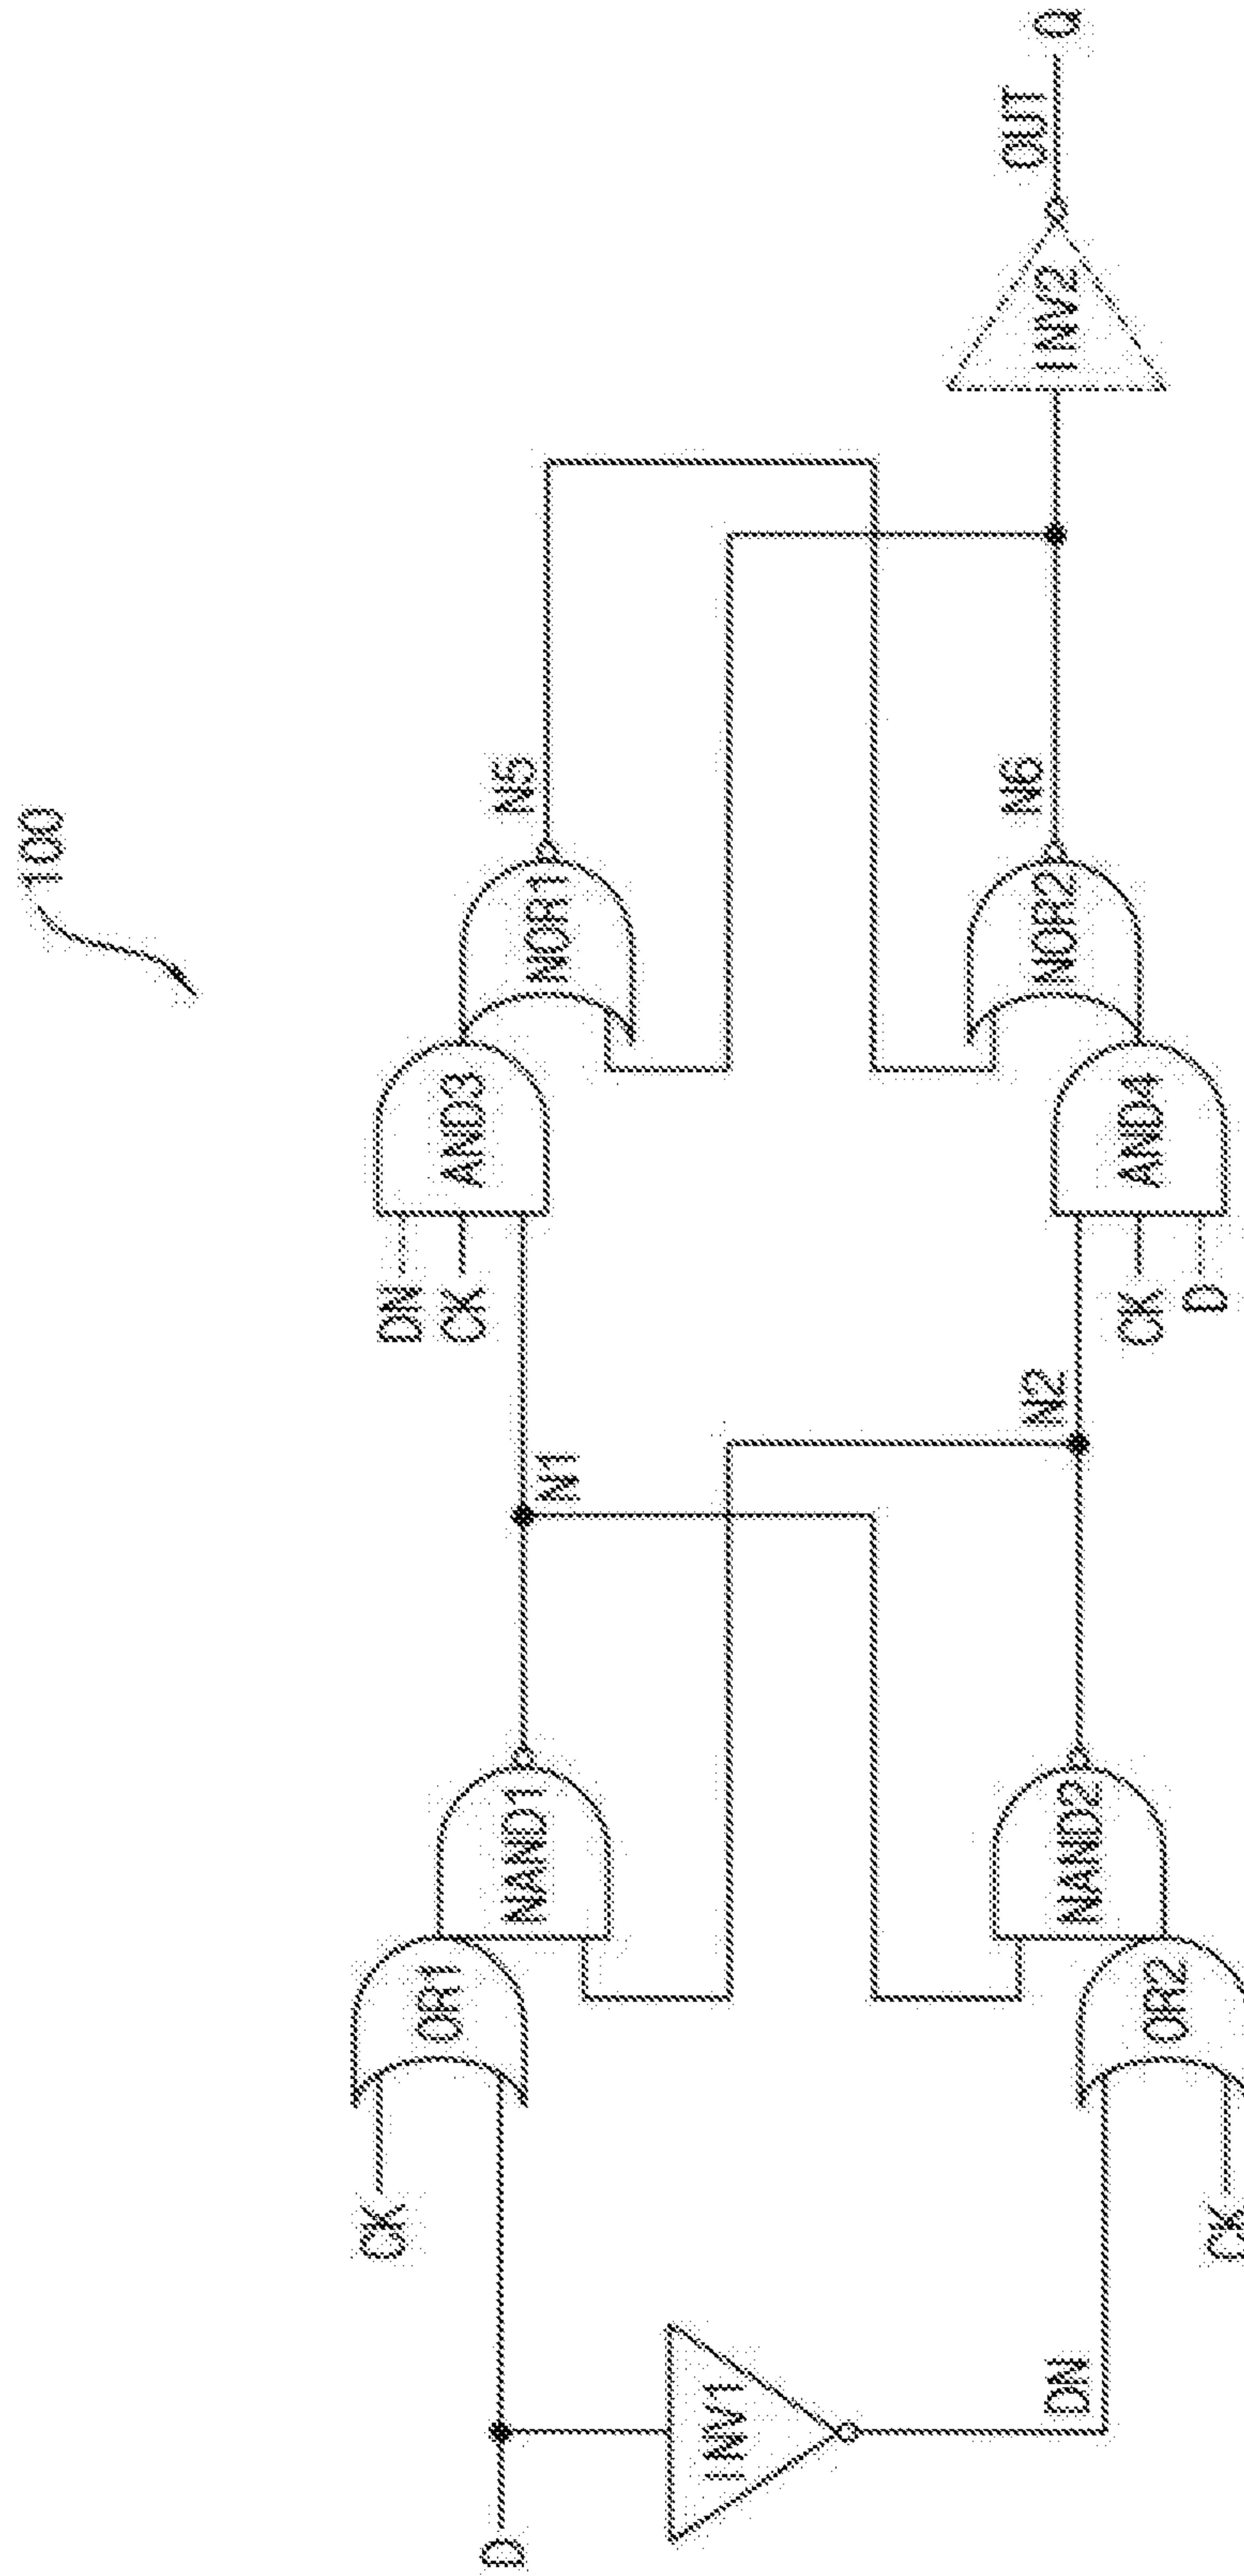 100
D
INV1
DN
CK
OR1
NAND1
N1
CK
OR2
NAND2
N2
DN
CK
AND3
NOR1
N5
CK
D
AND4
NOR2
N6
INV2
OUT
Q